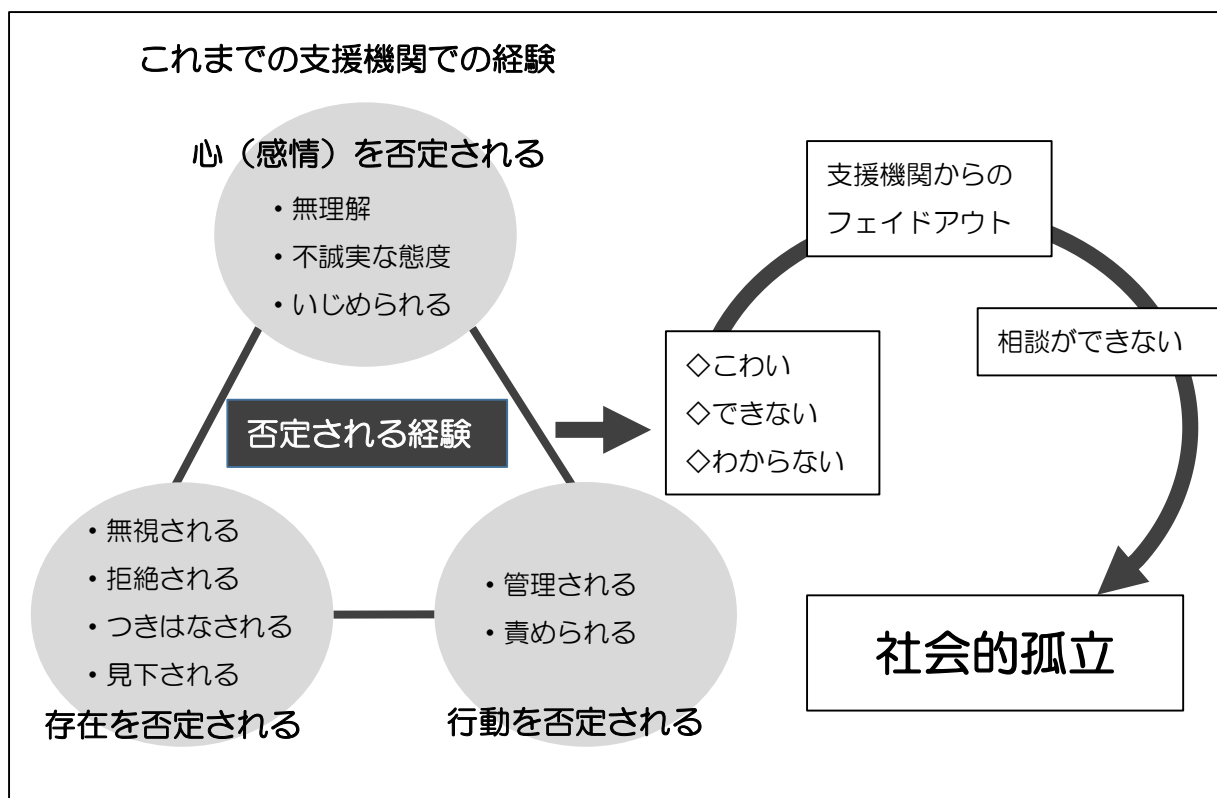 これまでの支援機関での経験
心（感情）を否定される
・無理解
・不誠実な態度
・いじめられる
否定される経験
・無視される
・拒絶される
・つきはなされる
・見下される
存在を否定される
・管理される
・責められる
行動を否定される
◇こわい
◇できない
◇わからない
支援機関からの
フェイドアウト
相談ができない
社会的孤立